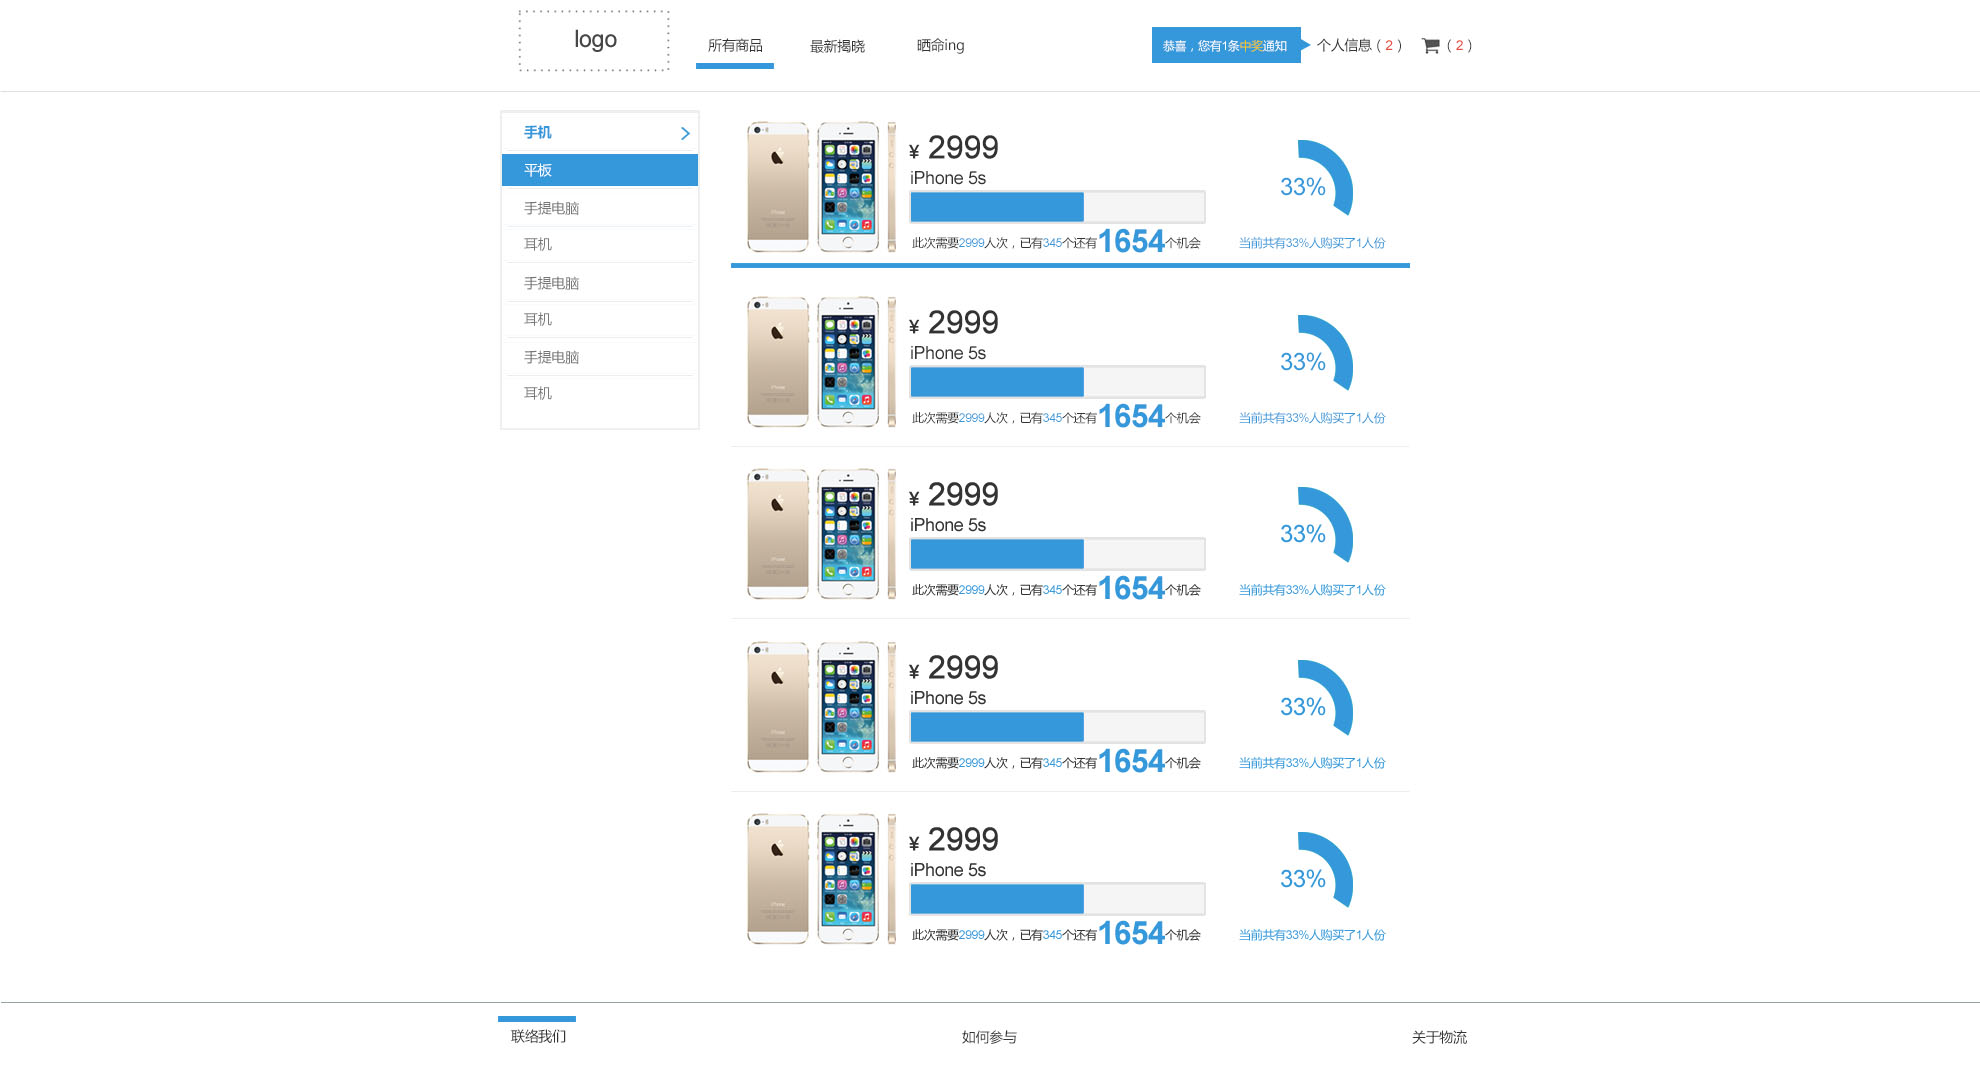 logo
所有商品
最新揭晓
晒命ing
恭喜，您有1条中奖通知
个人信息（2）
（2）
手机
平板
手提电脑
耳机
手提电脑
耳机
手提电脑
耳机
¥ 2999
iPhone 5s
此次需要2999人次，已有345个还有1654个机会
33%
当前共有33%人购买了1人份
¥ 2999
iPhone 5s
此次需要2999人次，已有345个还有1654个机会
33%
当前共有33%人购买了1人份
¥ 2999
iPhone 5s
此次需要2999人次，已有345个还有1654个机会
33%
当前共有33%人购买了1人份
¥ 2999
iPhone 5s
此次需要2999人次，已有345个还有1654个机会
33%
当前共有33%人购买了1人份
¥ 2999
iPhone 5s
此次需要2999人次，已有345个还有1654个机会
33%
当前共有33%人购买了1人份
联络我们
如何参与
关于物流